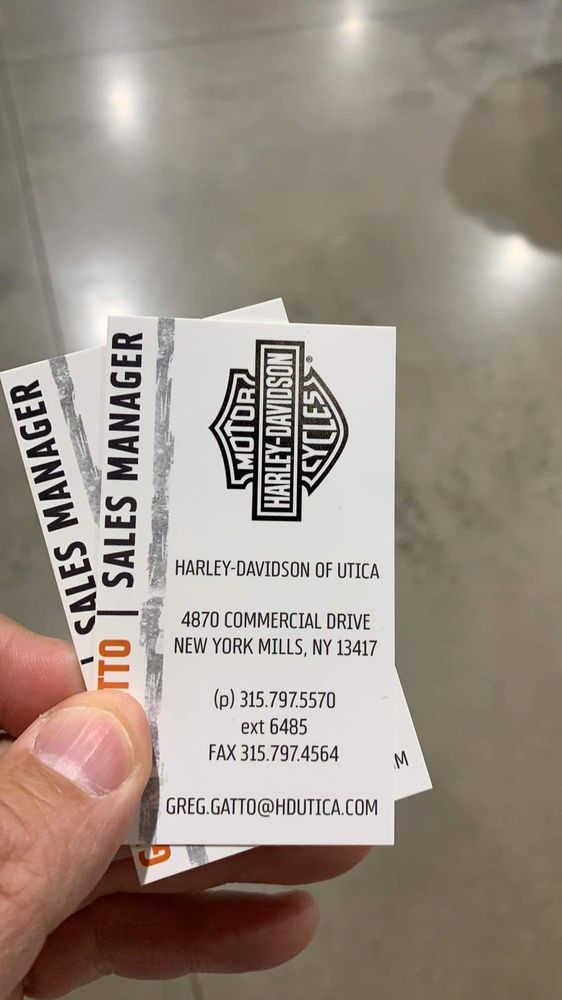 SALES MANAGER
TTO | SALES MANAGER
MOTOR
HARLEY-DAVIDSON
CYCLES
HARLEY-DAVIDSON OF UTICA
4870 COMMERCIAL DRIVE
NEW YORK MILLS, NY 13417
(p) 315.797.5570
ext 6485
FAX 315.797.4564
GREG.GATTO@HDUTICA.COM
M
G